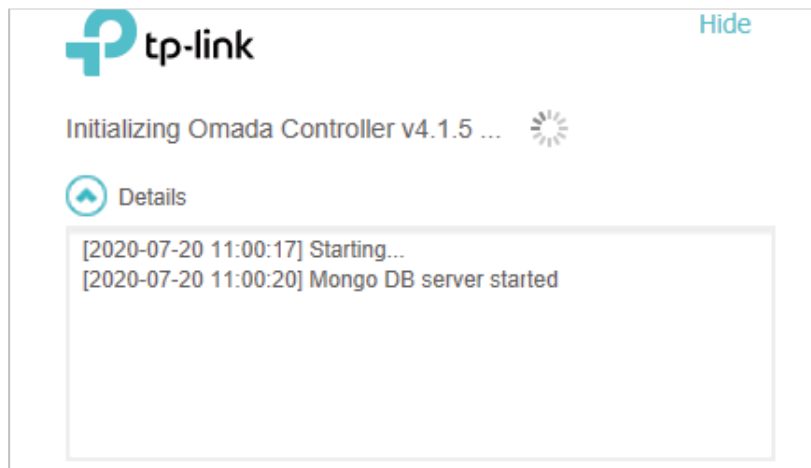 tp-link
Hide
Initializing Omada Controller v4.1.5 ...
Details
[2020-07-20 11:00:17] Starting...
[2020-07-20 11:00:20] Mongo DB server started